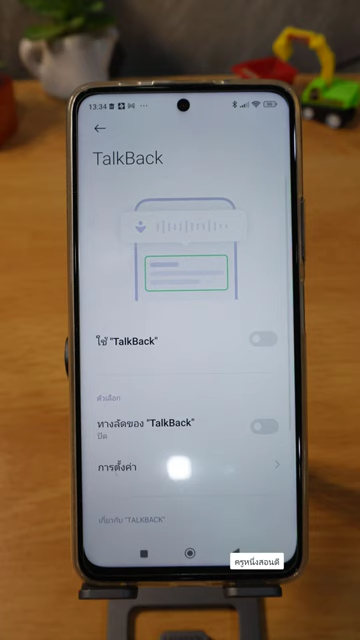 13:34
TalkBack
ใช้ "TalkBack"
ตัวเลือก
ทางลัดของ "TalkBack"
ปิด
การตั้งค่า
เกี่ยวกับ "TALKBACK"
ครูหนึ่งสอนดี